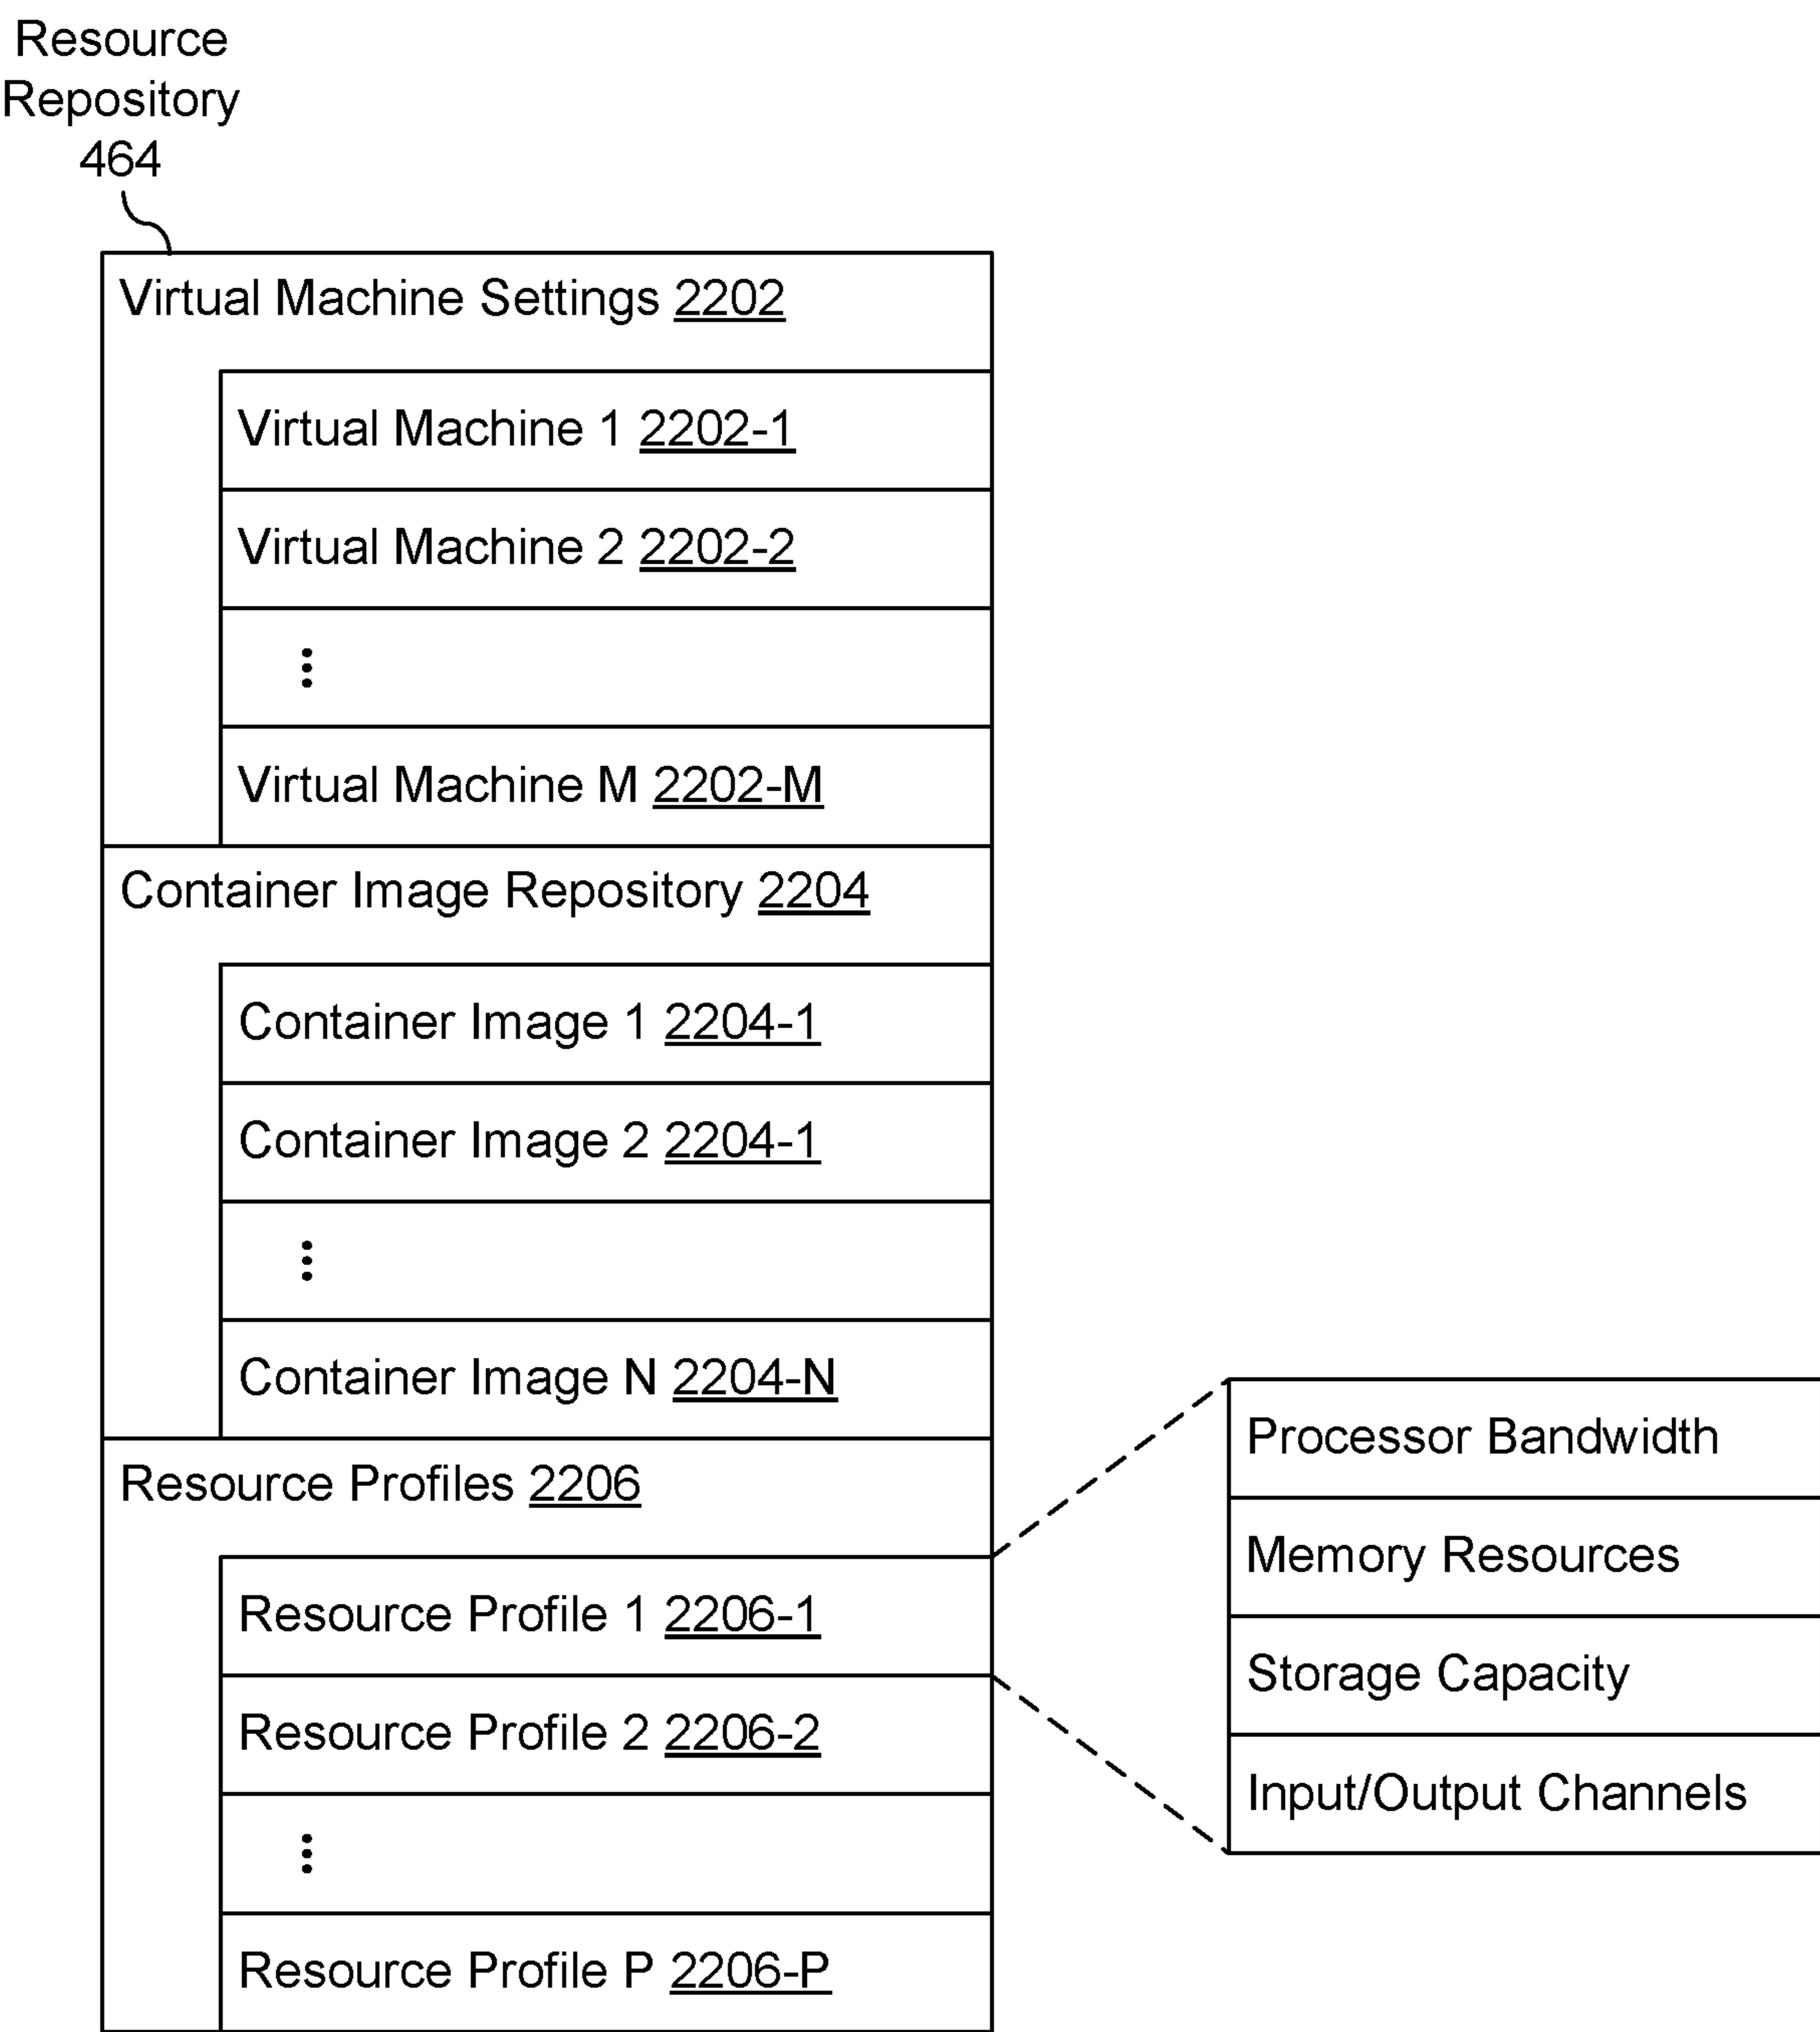 Resource
Repository
464
Virtual Machine Settings 2202
Virtual Machine 1 2202-1
Virtual Machine 2 2202-2
Virtual Machine M 2202-M
Container Image Repository 2204
Container Image 1 2204-1
Container Image 2 2204-1
Container Image N 2204-N
Resource Profiles 2206
Resource Profile 1 2206-1
Resource Profile 2 2206-2
Resource Profile P 2206-P
Processor Bandwidth
Memory Resources
Storage Capacity
Input/Output Channels